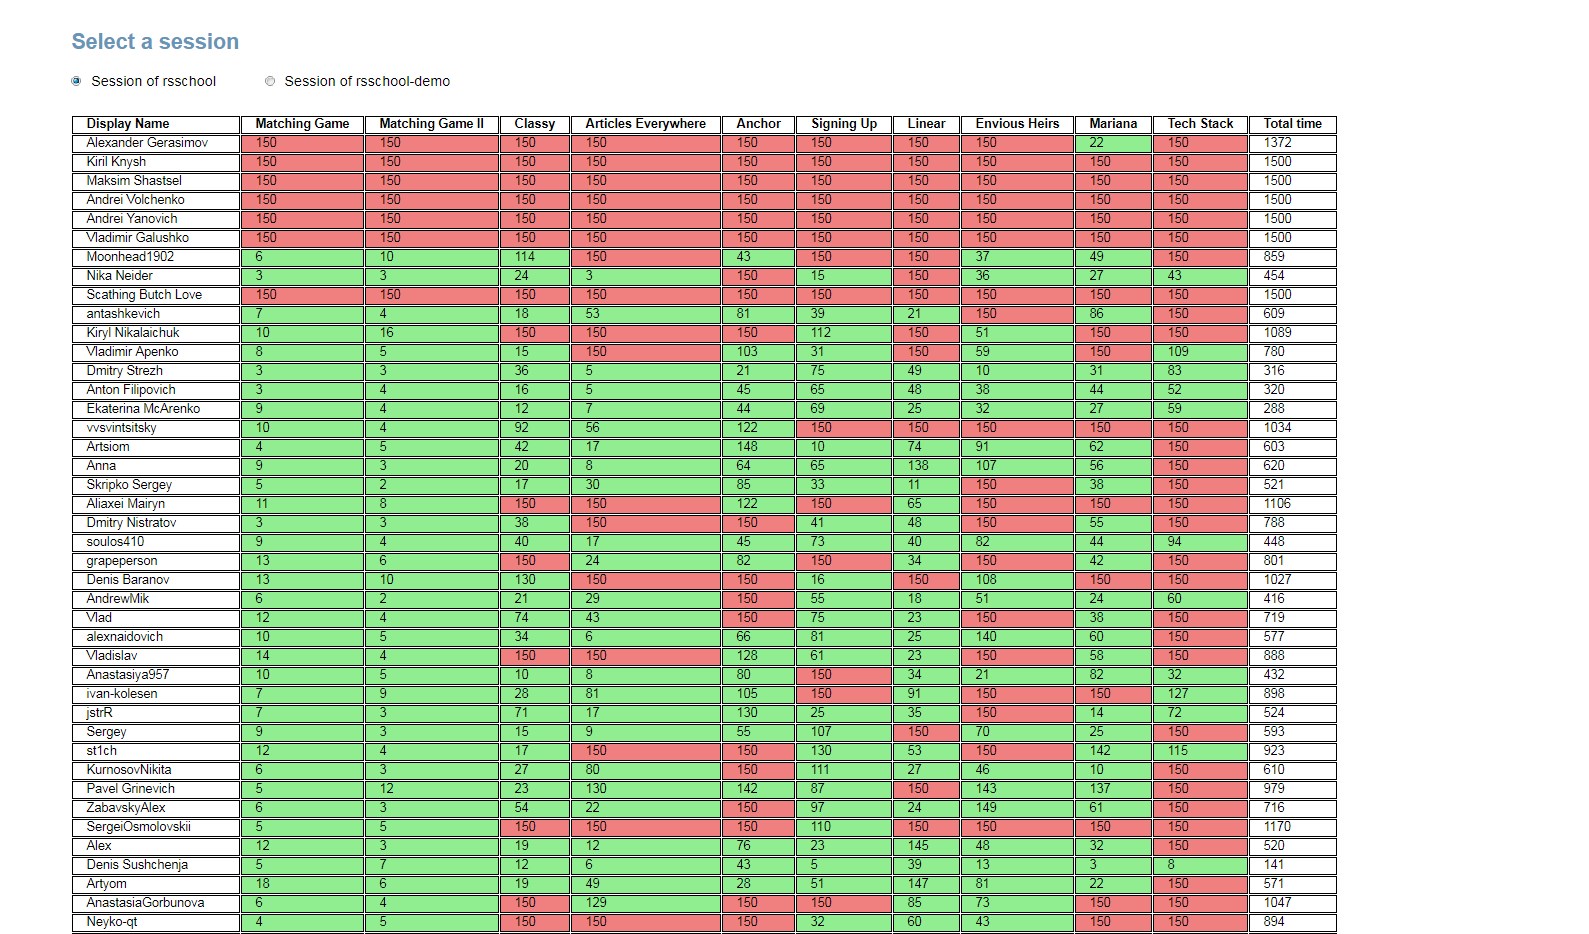 Select a session
Session of rsschool Session of rsschool-demo
Display Name Matching Game Matching Game II Classy Articles Everywhere Anchor Signing Up Linear Envious Heirs Mariana Tech Stack Total time
Alexander Gerasimov 150 150 150 150 150 150 150 150 22 150 1372
Kiril Knysh 150 150 150 150 150 150 150 150 150 150 1500
Maksim Shastsel 150 150 150 150 150 150 150 150 150 150 1500
Andrei Volchenko 150 150 150 150 150 150 150 150 150 150 1500
Andrei Yanovich 150 150 150 150 150 150 150 150 150 150 1500
Vladimir Galushko 150 150 150 150 150 150 150 150 150 150 1500
Moonhead1902 6 10 114 150 43 150 150 37 49 150 859
Nika Neider 3 3 24 3 150 15 150 36 27 43 454
Scathing Butch Love 150 150 150 150 150 150 150 150 150 150 1500
antashkevich 7 4 18 53 81 39 21 150 86 150 609
Kiryl Nikalaichuk 10 16 150 150 150 112 150 51 150 150 1089
Vladimir Apenko 8 5 15 150 103 31 150 59 150 109 780
Dmitry Strezh 3 3 36 5 21 75 49 10 31 83 316
Anton Filipovich 3 4 16 5 45 65 48 38 44 52 320
Ekaterina McArenko 9 4 12 7 44 69 25 32 27 59 288
vvsvintsitsky 10 4 92 56 122 150 150 150 150 150 1034
Artsiom 4 5 42 17 148 10 74 91 62 150 603
Anna 9 3 20 8 64 65 138 107 56 150 620
Skripko Sergey 5 2 17 30 85 33 11 150 38 150 521
Aliaxei Mairyn 11 8 150 150 122 150 65 150 150 150 1106
Dmitry Nistratov 3 3 38 150 150 41 48 150 55 150 788
soulos410 9 4 40 17 45 73 40 82 44 94 448
grapeperson 13 6 150 24 82 150 34 150 42 150 801
Denis Baranov 13 10 130 150 150 16 150 108 150 150 1027
AndrewMik 6 2 21 29 150 55 18 51 24 60 416
Vlad 12 4 74 43 150 75 23 150 38 150 719
alexnaidovich 10 5 34 6 66 81 25 140 60 150 577
Vladislav 14 4 150 150 128 61 23 150 58 150 888
Anastasiya957 10 5 10 8 80 150 34 21 82 32 432
ivan-kolesen 7 9 28 81 105 150 91 150 150 127 898
jstrR 7 3 71 17 130 25 35 150 14 72 524
Sergey 9 3 15 9 55 107 150 70 25 150 593
st1ch 12 4 17 150 150 130 53 150 142 115 923
KurnosovNikita 6 3 27 80 150 111 27 46 10 150 610
Pavel Grinevich 5 12 23 130 142 87 150 143 137 150 979
ZabavskyAlex 6 3 54 22 150 97 24 149 61 150 716
SergeiOsmolovskii 5 5 150 150 150 110 150 150 150 150 1170
Alex 12 3 19 12 76 23 145 48 32 150 520
Denis Sushchenja 5 7 12 6 43 5 39 13 3 8 141
Artyom 18 6 19 49 28 51 147 81 22 150 571
AnastasiaGorbunova 6 4 150 129 150 150 85 73 150 150 1047
Neyko-qt 4 5 150 150 150 32 60 43 150 150 894